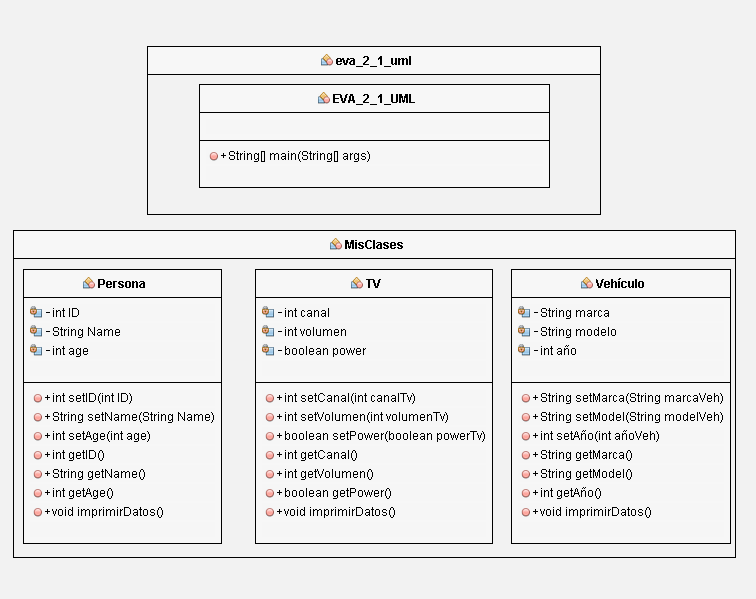 eva_2_1_uml
EVA_2_1_UML
+String[] main(String[] args)
MisClases
Persona
-int ID
-String Name
-int age
+int setID(int ID)
+String setName(String Name)
+int setAge(int age)
+int getID()
+String getName()
+int getAge()
+void imprimirDatos()
TV
-int canal
-int volumen
-boolean power
+int setCanal(int canalTv)
+int setVolumen(int volumenTv)
+boolean setPower(boolean powerTv)
+int getCanal()
+int getVolumen()
+boolean getPower()
+void imprimirDatos()
Vehículo
-String marca
-String modelo
-int año
+String setMarca(String marcaVeh)
+String setModel(String modelVeh)
+int setAño(int añoVeh)
+String getMarca()
+String getModel()
+int getAño()
+void imprimirDatos()